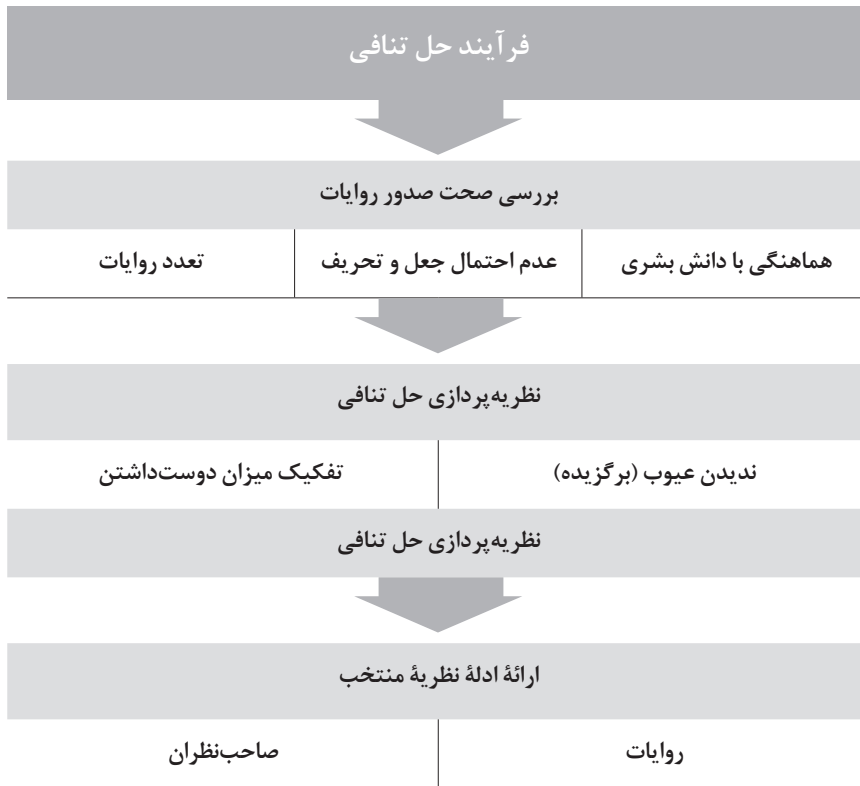 فرآیند حل تنافی
بررسی صحت صدور روایات
هماهنگی با دانش بشری
عدم احتمال جعل و تحریف
تعدد روایات
نظریه‌پردازی حل تنافی
ندیدن عیوب (برگزیده)
تفکیک میزان دوست‌داشتن
نظریه‌پردازی حل تنافی
ارائهٔ ادلهٔ نظریهٔ منتخب
روایات
صاحب‌نظران